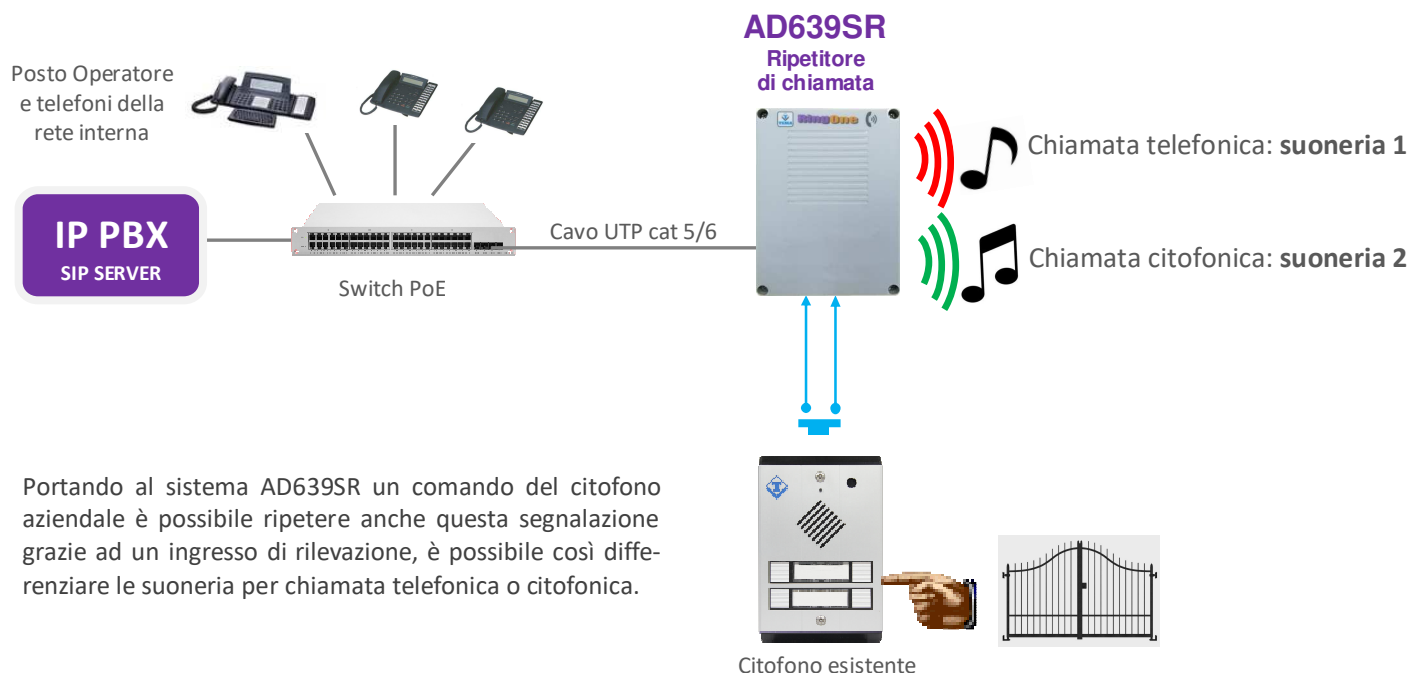 AD639SR
Ripetitore
di chiamata
Posto Operatore
e telefoni della
rete interna
RingOne
Chiamata telefonica: suoneria 1
IP PBX
SIP SERVER
Cavo UTP cat 5/6
Switch PoE
Chiamata citofonica: suoneria 2
Portando al sistema AD639SR un comando del citofono
aziendale è possibile ripetere anche questa segnalazione
grazie ad un ingresso di rilevazione, è possibile così diffe-
renziare le suoneria per chiamata telefonica o citofonica.
Citofono esistente